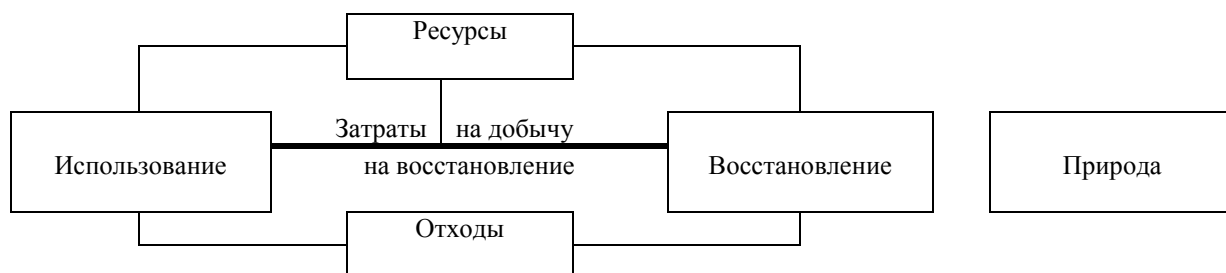 Ресурсы
Затраты на добычу
Использование
на восстановление
Восстановление
Природа
Отходы